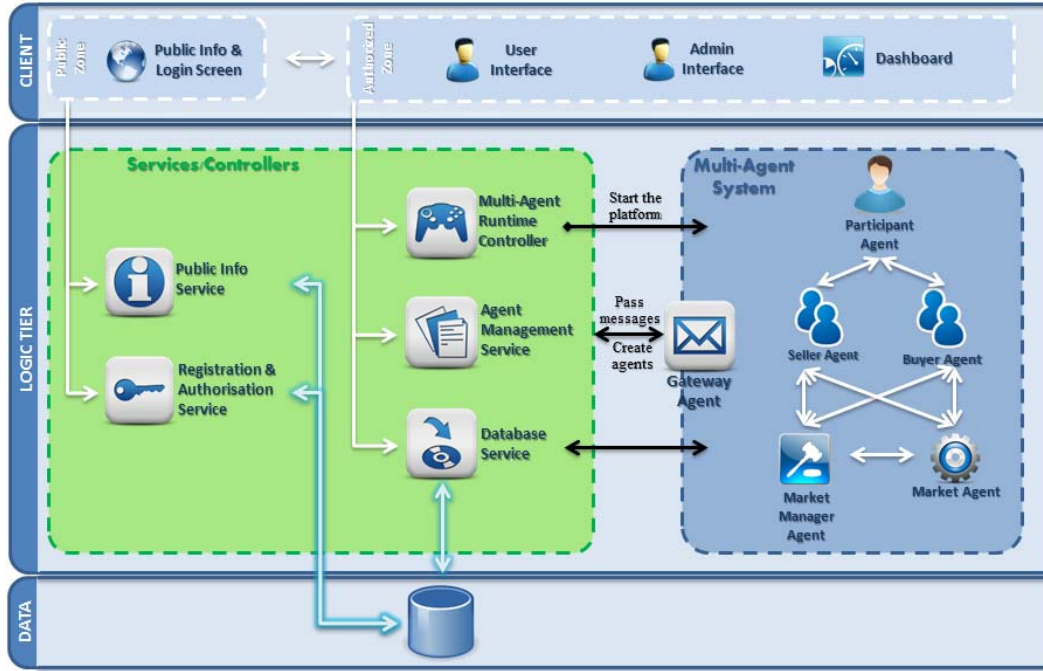 CLIENT
Public
Zone
Public Info &
Login Screen
Authorized
Zone
User
Interface
Admin
Interface
Dashboard
LOGIC TIER
Services/Controllers
Multi-Agent
Runtime
Controller
Public Info
Service
Agent
Management
Service
Registration &
Authorisation
Service
Database
Service
Start the
platform
Pass
messages
Create
agents
Gateway
Agent
Multi-Agent
System
Participant
Agent
Seller Agent
Buyer Agent
Market
Manager
Agent
Market Agent
DATA